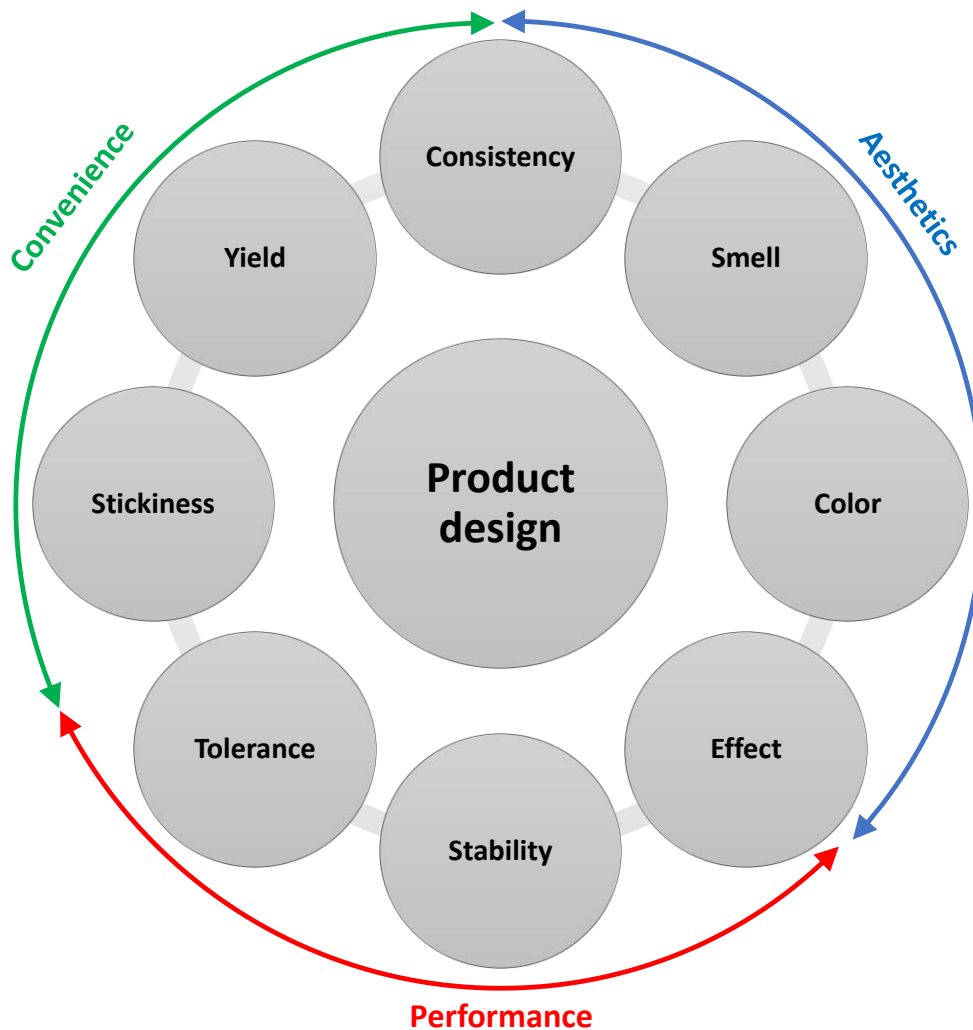 Consistency
Convenience
Aesthetics
Yield
Smell
Product
design
Stickiness
Color
Tolerance
Effect
Stability
Performance